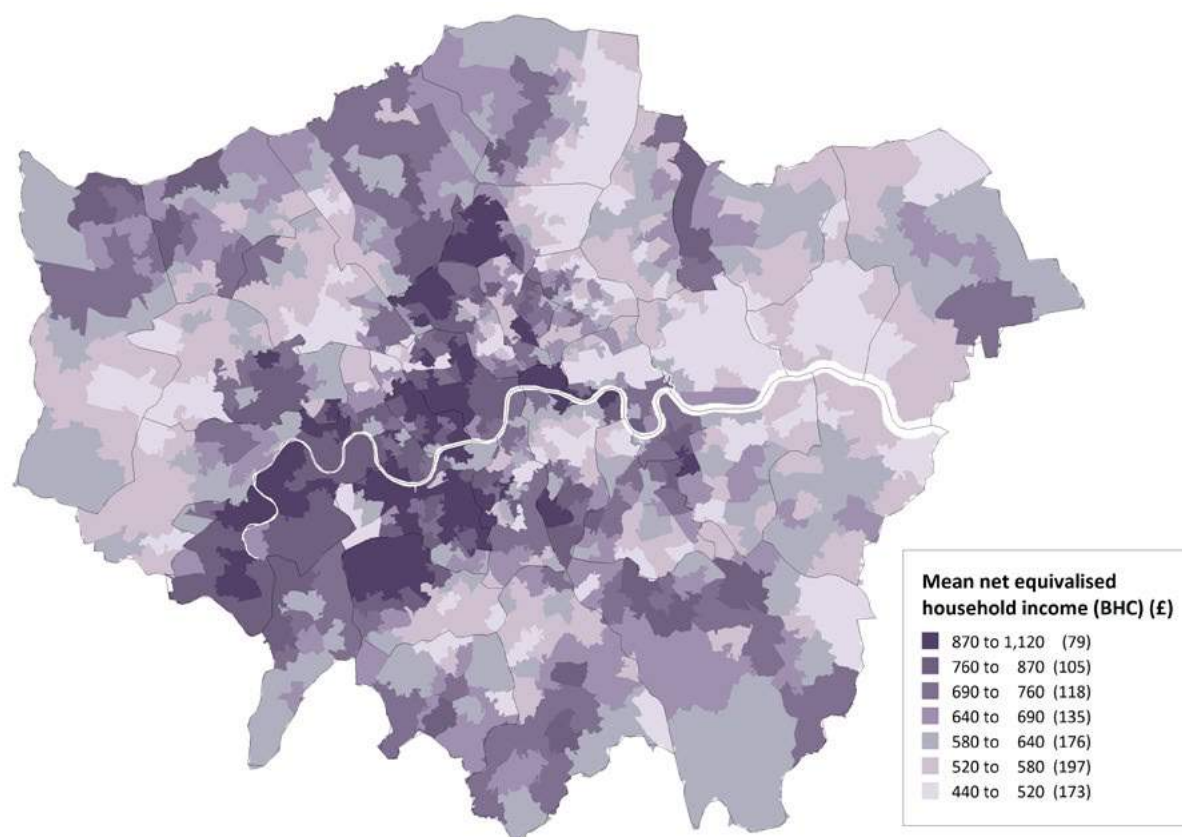 Mean net equivalised
household income (BHC) (£)
870 to 1,120 (79)
760 to 870 (105)
690 to 760 (118)
640 to 690 (135)
580 to 640 (176)
520 to 580 (197)
440 to 520 (173)